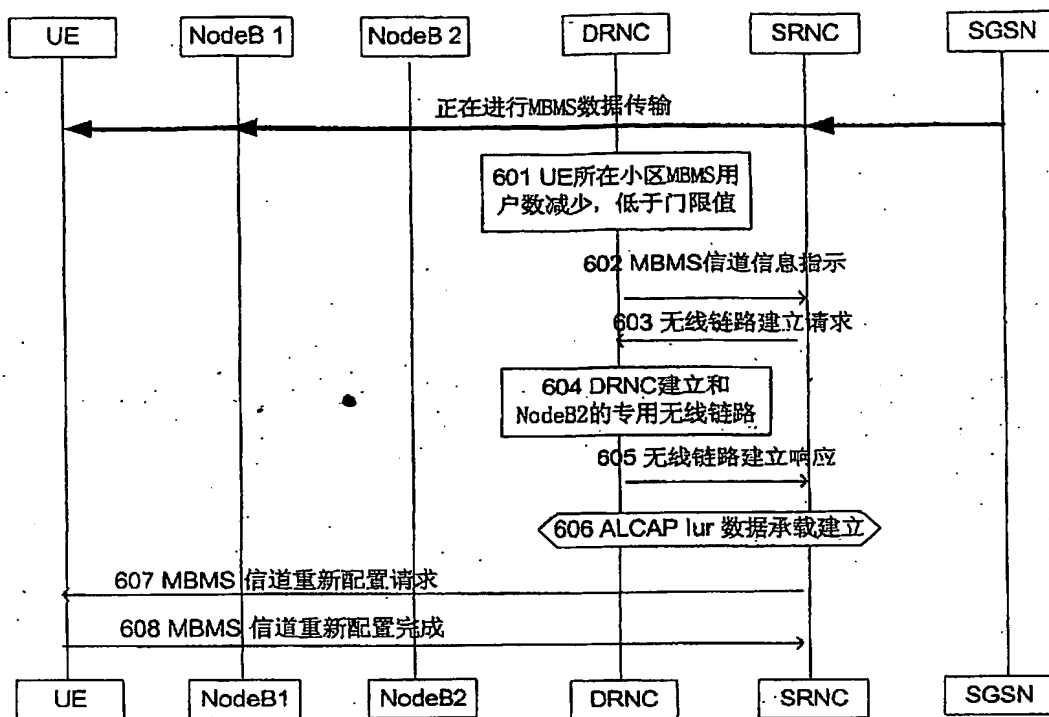 UE NodeB 1 NodeB 2 DRNC SRNC SGSN
正在进行MBMS数据传输
601 UE所在小区MBMS用
户数减少，低于门限值
602 MBMS信道信息指示
603 无线链路建立请求
604 DRNC建立和
NodeB2的专用无线链路
605 无线链路建立响应
606 ALCAP Iur 数据承载建立
607 MBMS 信道重新配置请求
608 MBMS 信道重新配置完成
UE NodeB1 NodeB2 DRNC SRNC SGSN